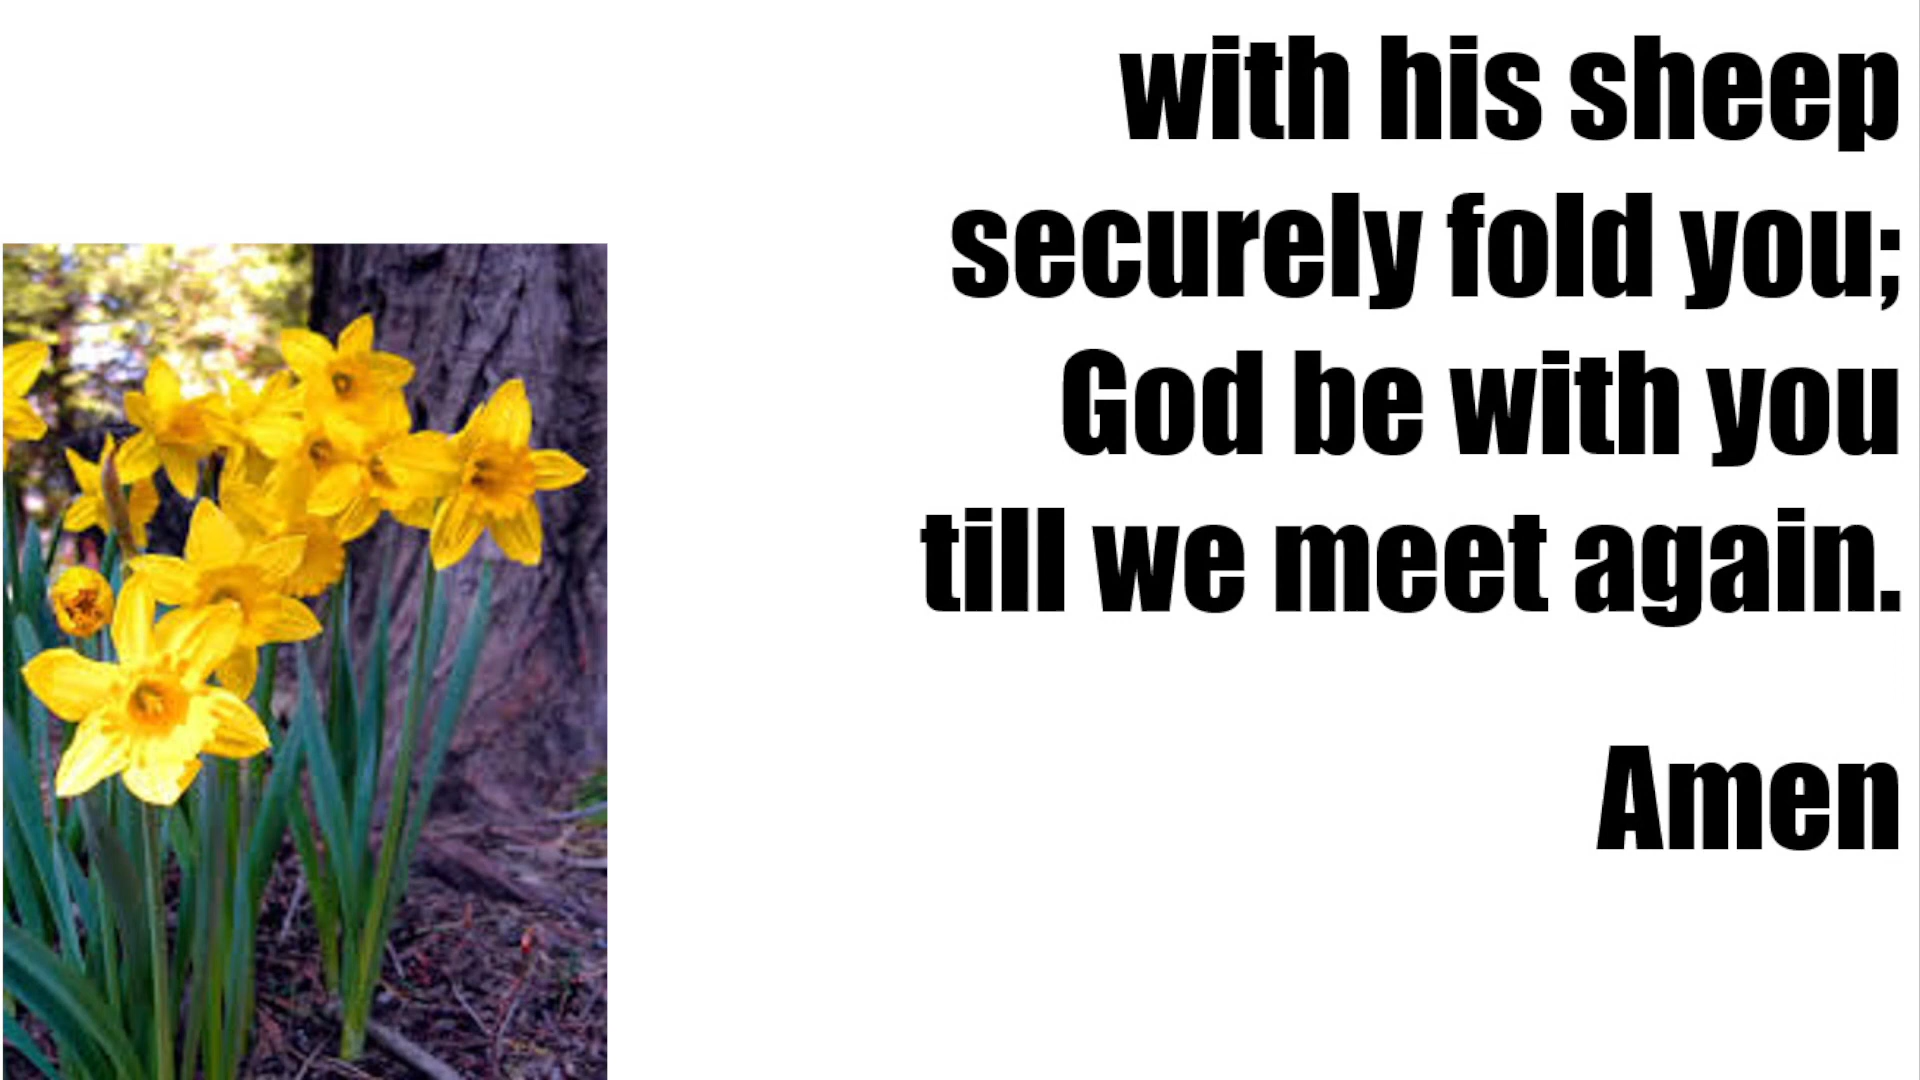 with his sheep
securely fold you;
God be with you
till we meet again.
Amen